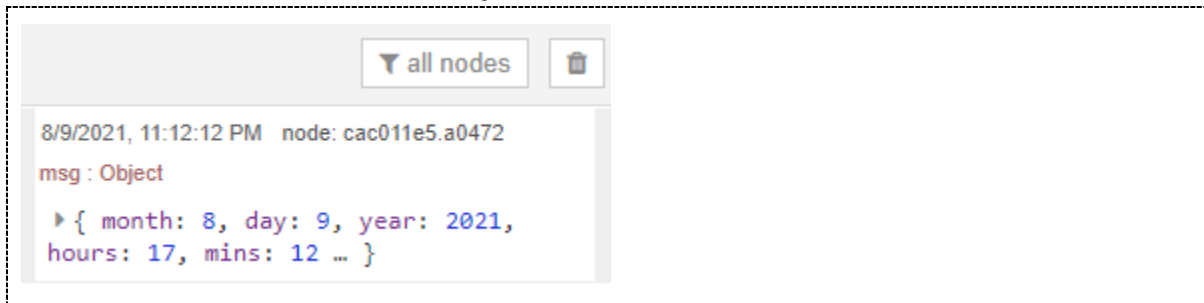 all nodes
8/9/2021, 11:12:12 PM node: cac011e5.a0472
msg : Object
{ month: 8, day: 9, year: 2021,
hours: 17, mins: 12 … }